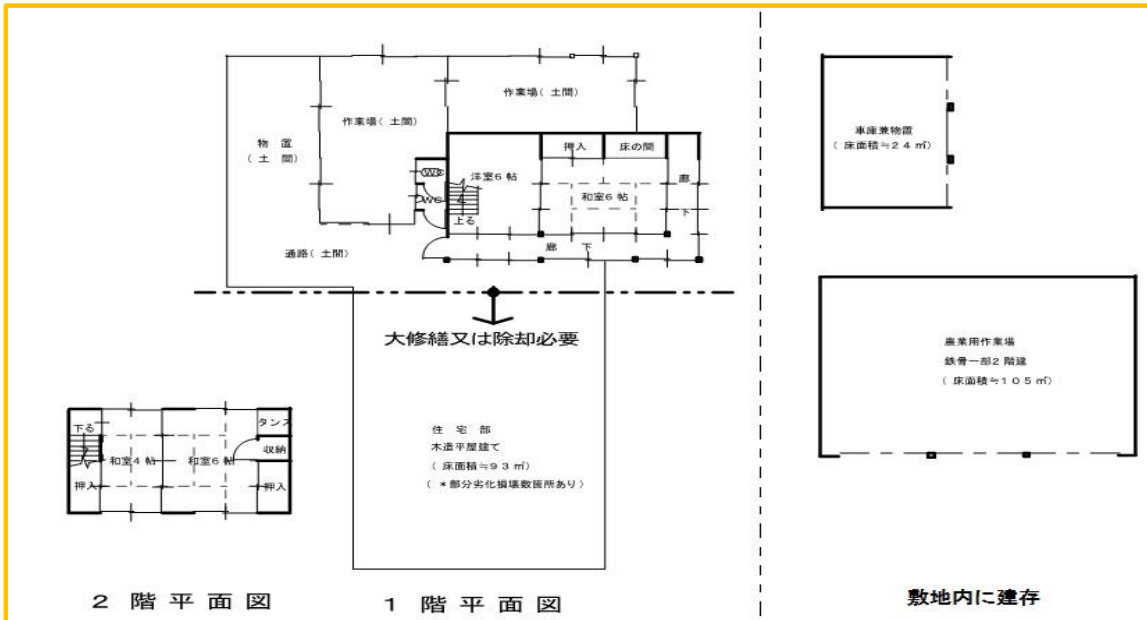 作業場(土間)
作業場(土間)
物置
(土間)
押入
床の間
WC
洋室6帖
廊
下
WC
和室6帖
上る
廊下
通路(土間)
大修繕又は除却必要
住宅部
木造平屋建て
(床面積≒93㎡)
(*部分劣化損壊数箇所あり)
下る
タンス
収納
和室4帖
和室6帖
押入
押入
2階平面図
1階平面図
車庫兼物置
(床面積≒24㎡)
農業用作業場
鉄骨一部2階建
(床面積≒105㎡)
敷地内に建存